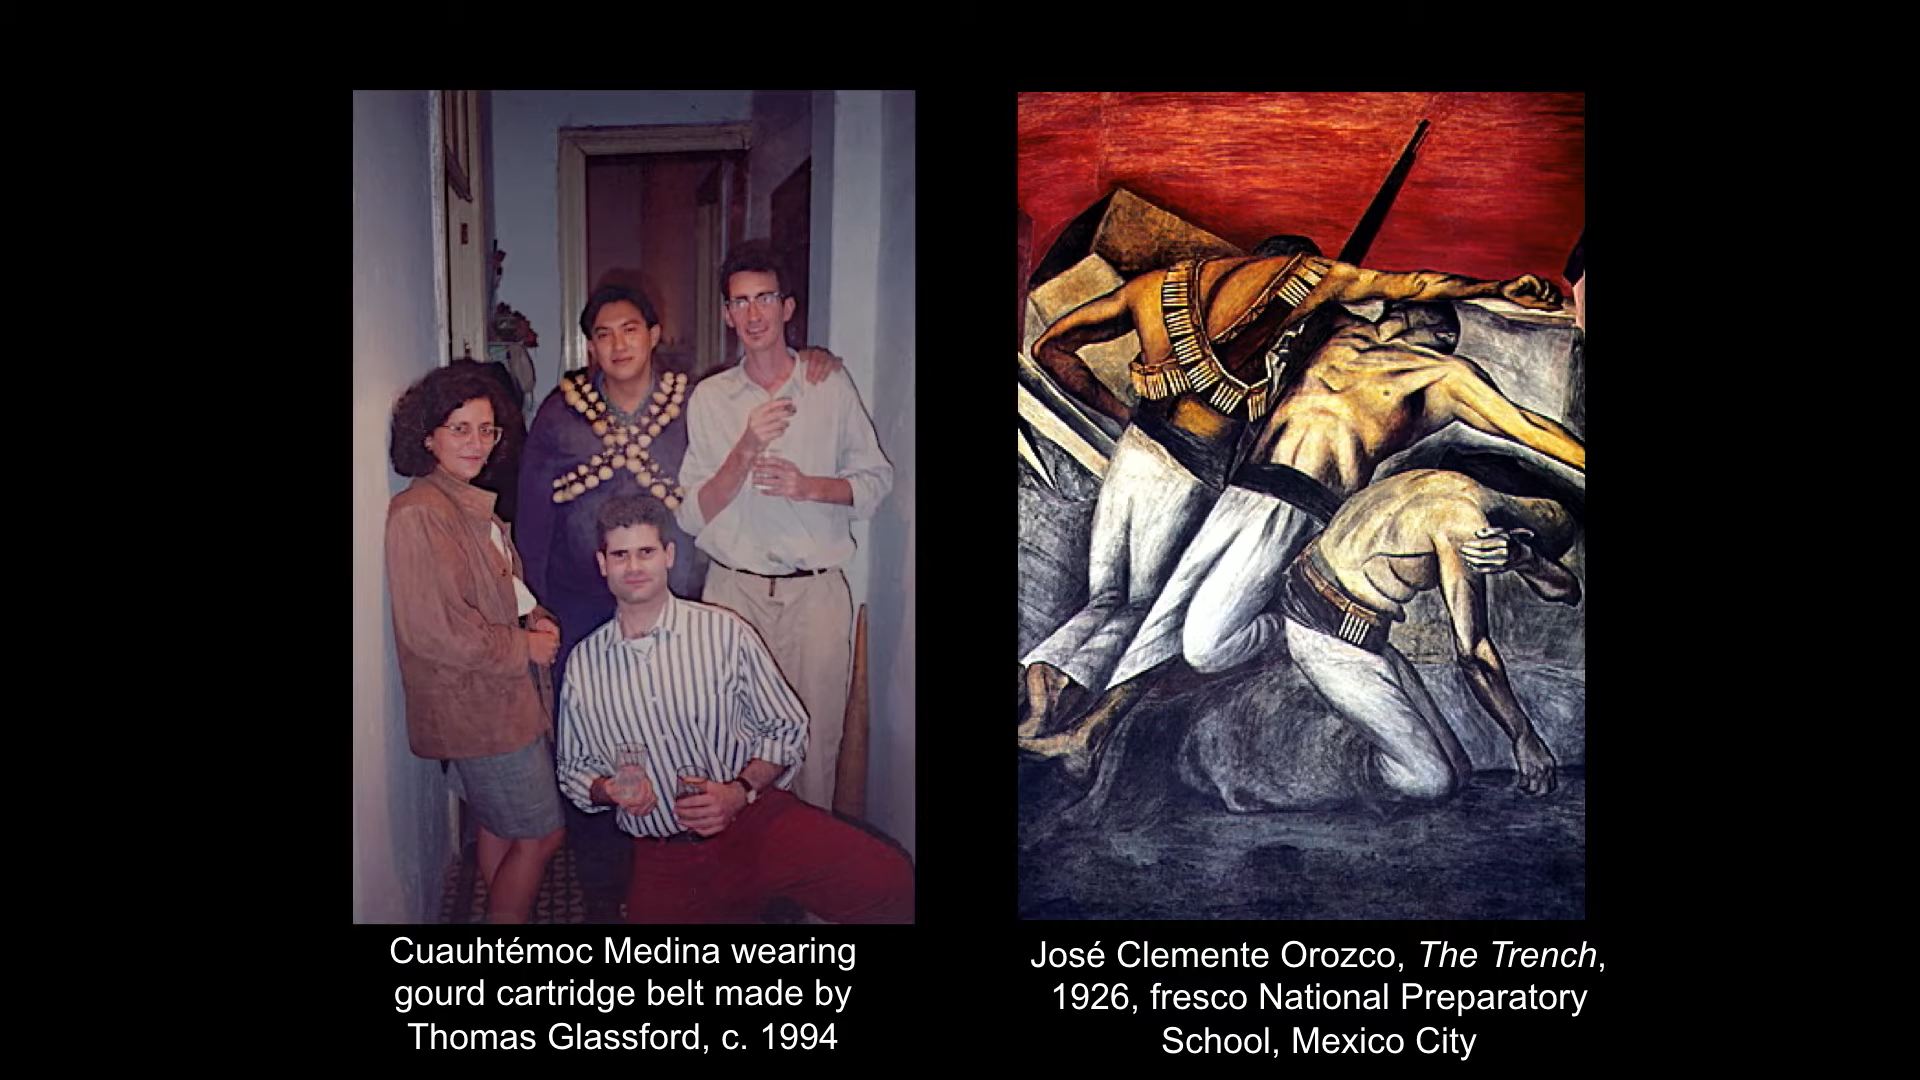 Cuauhtémoc Medina wearing
gourd cartridge belt made by
Thomas Glassford, c. 1994
José Clemente Orozco, The Trench,
1926, fresco National Preparatory
School, Mexico City